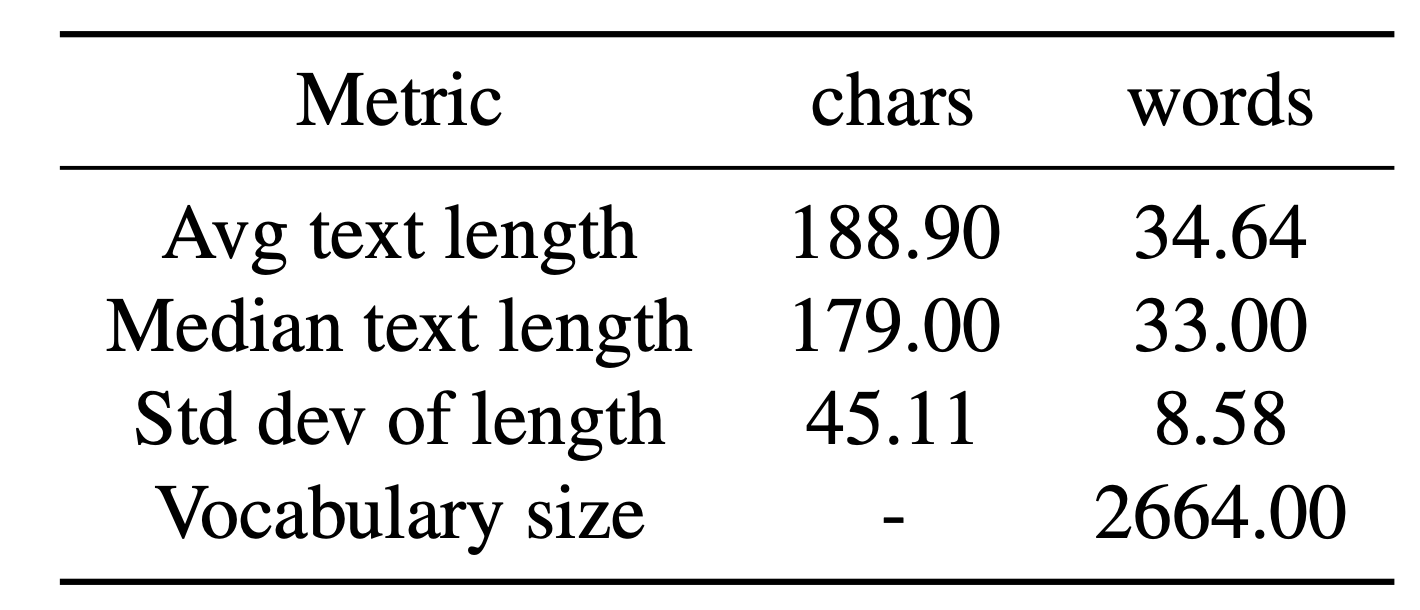 Metric chars words
Avg text length 188.90 34.64
Median text length 179.00 33.00
Std dev of length 45.11 8.58
Vocabulary size - 2664.00